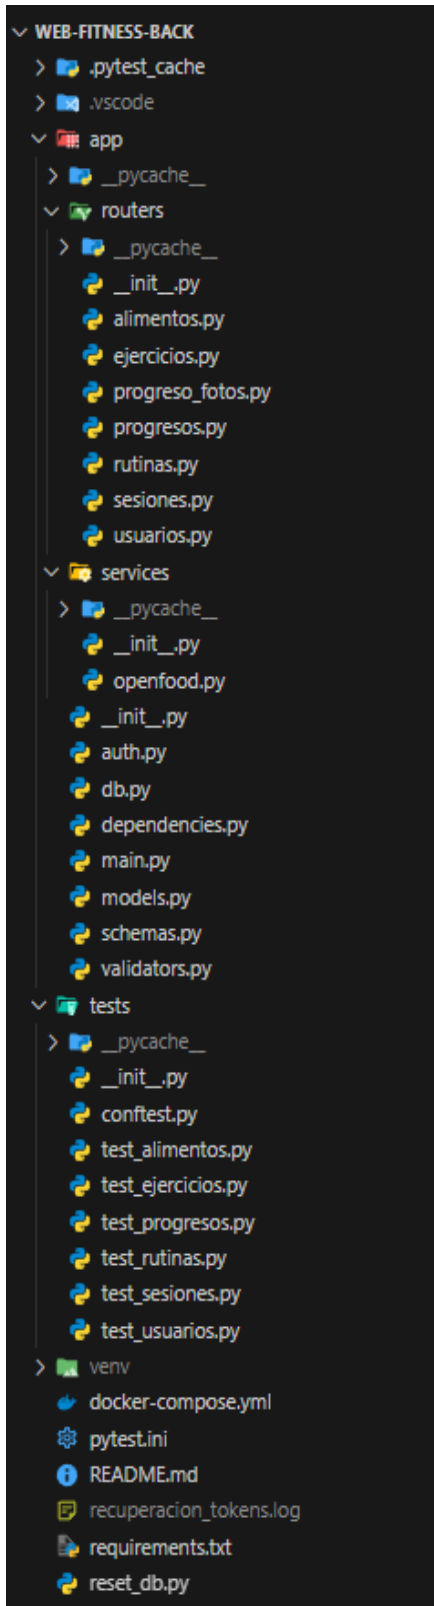 WEB-FITNESS-BACK
.pytest_cache
.vscode
app
__pycache__
routers
__pycache__
__init__.py
alimentos.py
ejercicios.py
progreso_fotos.py
progresos.py
rutinas.py
sesiones.py
usuarios.py
services
__pycache__
__init__.py
openfood.py
__init__.py
auth.py
db.py
dependencies.py
main.py
models.py
schemas.py
validators.py
tests
__pycache__
__init__.py
conftest.py
test_alimentos.py
test_ejercicios.py
test_progresos.py
test_rutinas.py
test_sesiones.py
test_usuarios.py
venv
docker-compose.yml
pytest.ini
README.md
recuperacion_tokens.log
requirements.txt
reset_db.py